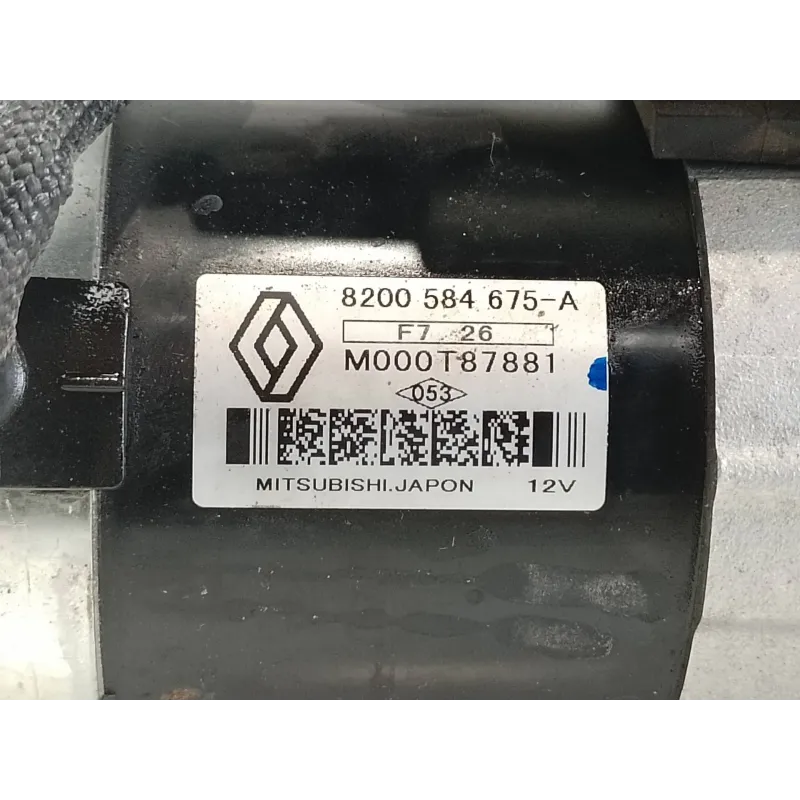 8200 584 675-A
F7 26
M000T87881
053
MITSUBISHI.JAPON 12V